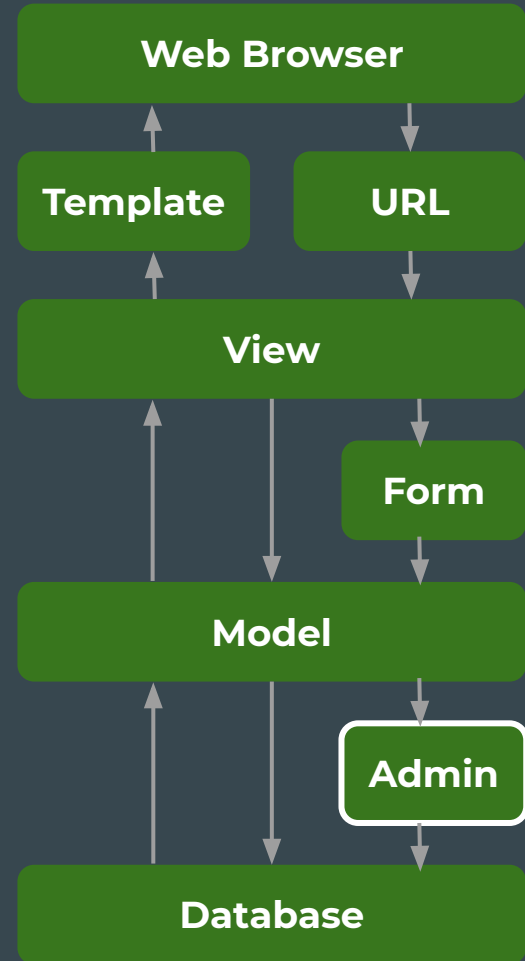 Web Browser
Template
URL
View
Form
Model
Admin
Database